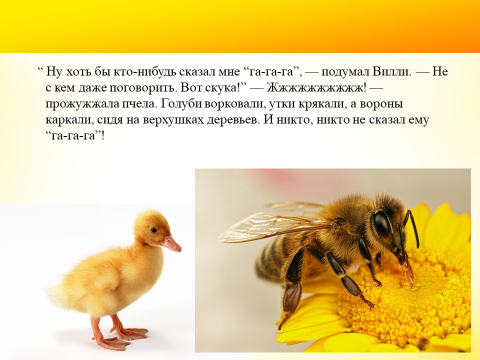 “ Ну хоть бы кто-нибудь сказал мне “га-га-га”, — подумал Вилли. — Не
с кем даже поговорить. Вот скука!” — Жжжжжжжжжж! —
прожужжала пчела. Голуби ворковали, утки крякали, а вороны
каркали, сидя на верхушках деревьев. И никто, никто не сказал ему
“га-га-га”!